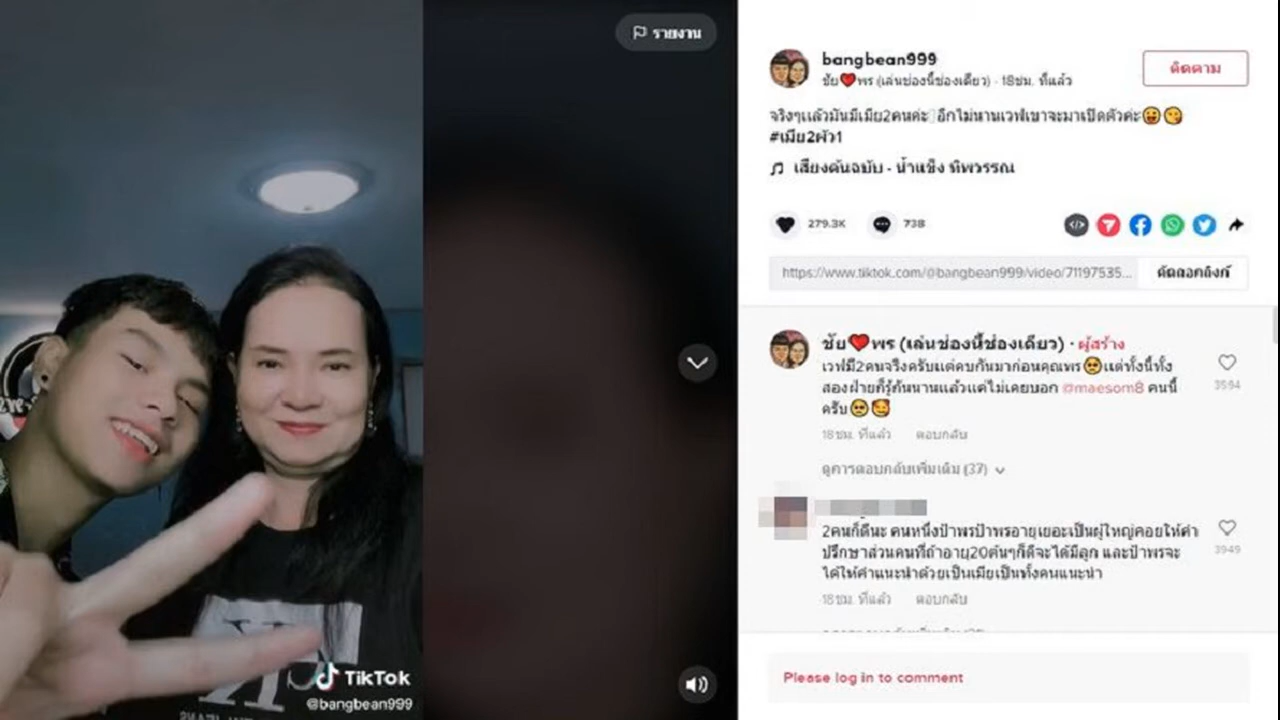 รายงาน
bangbean999
ชัย❤️พร (เล่นช่องนี้ช่องเดียว) · 18ชม. ที่แล้ว
ติดตาม
จริงๆแล้วมันมีเมีย2คนค่ะ อีกไม่นานเวฟเขาจะมาเปิดตัวค่ะ😛😋
#เมีย2ผัว1
เสียงต้นฉบับ - น้ำแข็ง ทิพวรรณ
279.3K
738
https://www.tiktok.com/@bangbean999/video/71197535...
คัดลอกลิงก์
ชัย❤️พร (เล่นช่องนี้ช่องเดียว) · ผู้สร้าง
เวฟมี2คนจริงครับแต่คบกันมาก่อนคุณพร🥺แต่ทั้งนี้ทั้ง
สองฝ่ายก็รู้กันนานแล้วแค่ไม่เคยบอก @maesom8 คนนี้
ครับ🥺🥰
3594
18ชม. ที่แล้ว ตอบกลับ
ดูการตอบกลับเพิ่มเติม (37)
2คนก็ดีนะ คนหนึ่งป้าพรป้าพรอายุเยอะเป็นผู้ใหญ่คอยให้คำ
ปรึกษาส่วนคนที่ถ้าอายุ20ต้นๆก็ดีจะได้มีลูก และป้าพรจะ
ได้ให้คำแนะนำด้วยเป็นเมียเป็นทั้งคนแนะนำ
3949
18ชม. ที่แล้ว ตอบกลับ
Please log in to comment
TikTok
@bangbean999